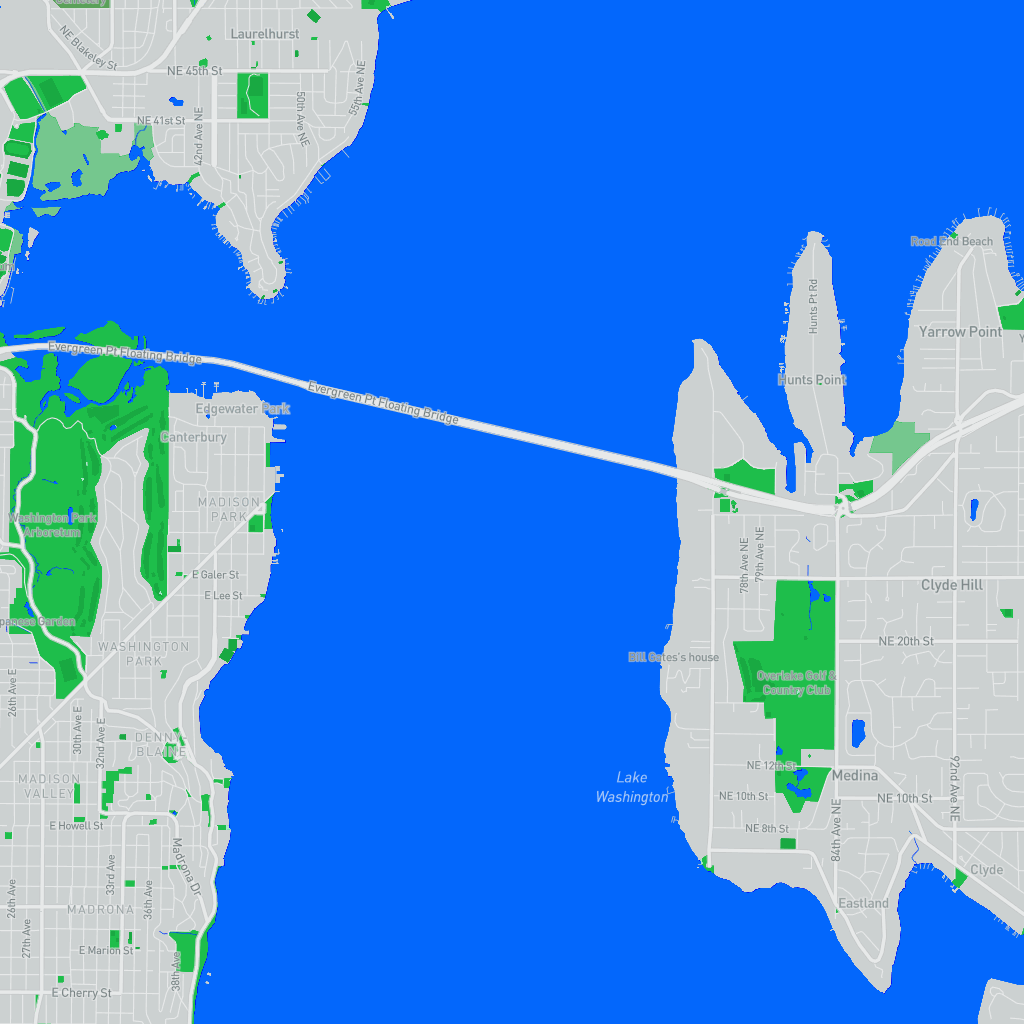 Cemetery
NE Blakeley St
Laurelhurst
NE 45th St
55th Ave NE
50th Ave NE
42nd Ave NE
NE 41st St
Road End Beach
Hunts Pt Rd
Yarrow Point
Evergreen Pt Floating Bridge
Evergreen Pt Floating Bridge
Hunts Point
Edgewater Park
Canterbury
MADISON
PARK
Washington Park
Arboretum
78th Ave NE
79th Ave NE
E Galer St
E Lee St
Clyde Hill
panese Garden
NE 20th St
WASHINGTON
PARK
Bill Gates's house
26th Ave E
Overlake Golf &
Country Club
30th Ave E
32nd Ave E
DENNY
BLAINE
NE 12th St
Medina
MADISON
VALLEY
Lake
Washington
NE 10th St
NE 10th St
92nd Ave NE
E Howell St
NE 8th St
84th Ave NE
Madrona Dr
33rd Ave
Clyde
26th Ave
36th Ave
Eastland
MADRONA
27th Ave
E Marion St
38th Ave
E Cherry St